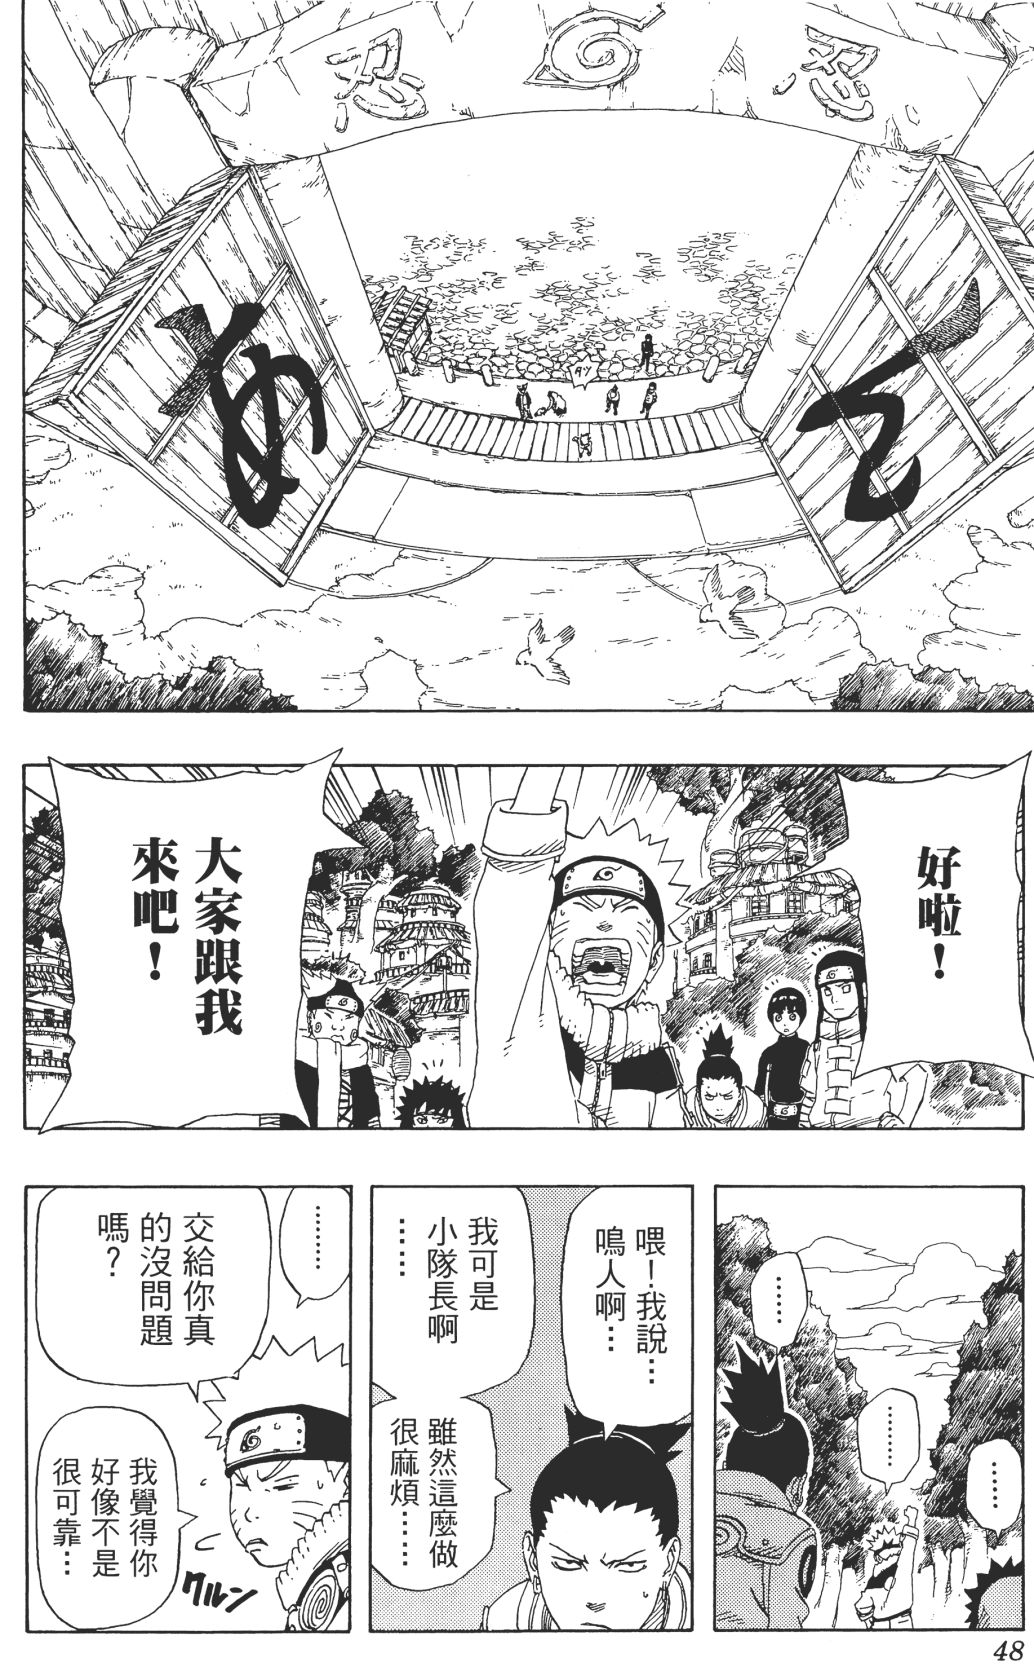 忍
忍
あ
好啦！
大家跟我
來吧！
⋯⋯
⋯⋯⋯
⋯⋯
喂！我說⋯
鳴人啊⋯
我可是
小隊長啊
⋯⋯
雖然這麼做
很麻煩⋯⋯
⋯⋯⋯
交給你真
的沒問題
嗎？
我覺得你
好像不是
很可靠⋯
クルン
48